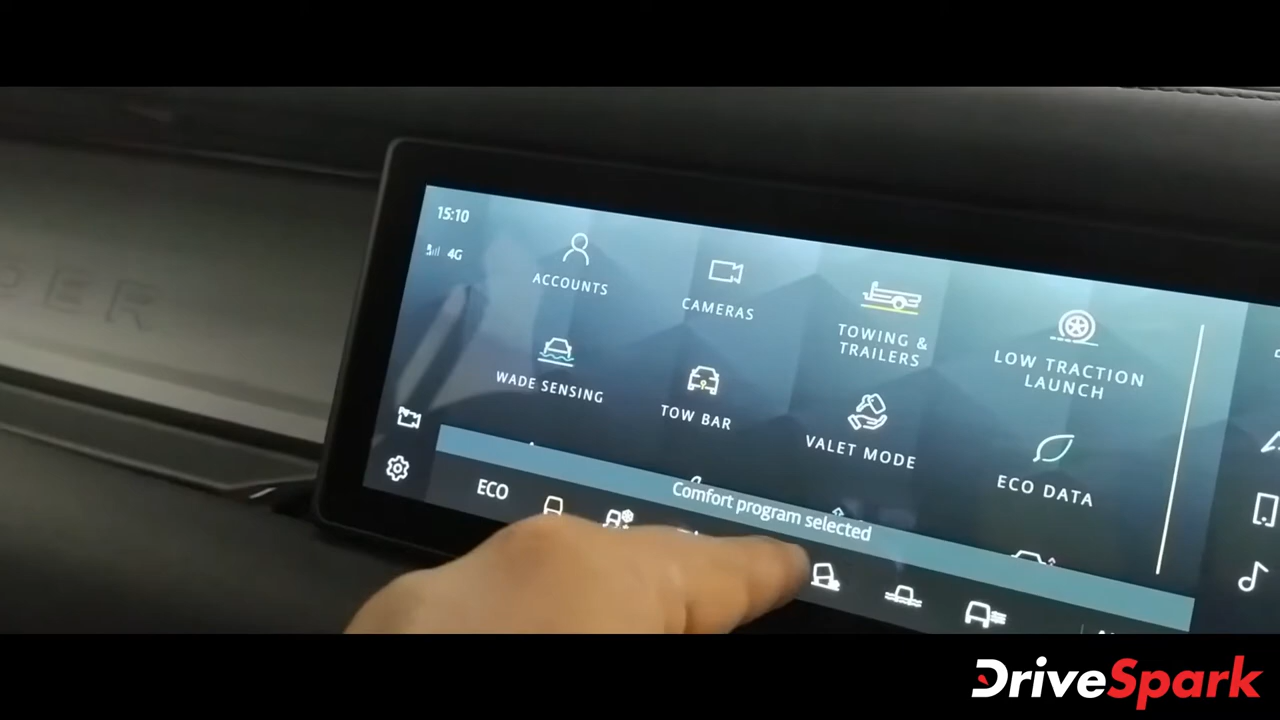 15:10
4G
ACCOUNTS
CAMERAS
TOWING &
TRAILERS
LOW TRACTION
LAUNCH
WADE SENSING
TOW BAR
VALET MODE
ECO DATA
Comfort program selected
ECO
DriveSpark